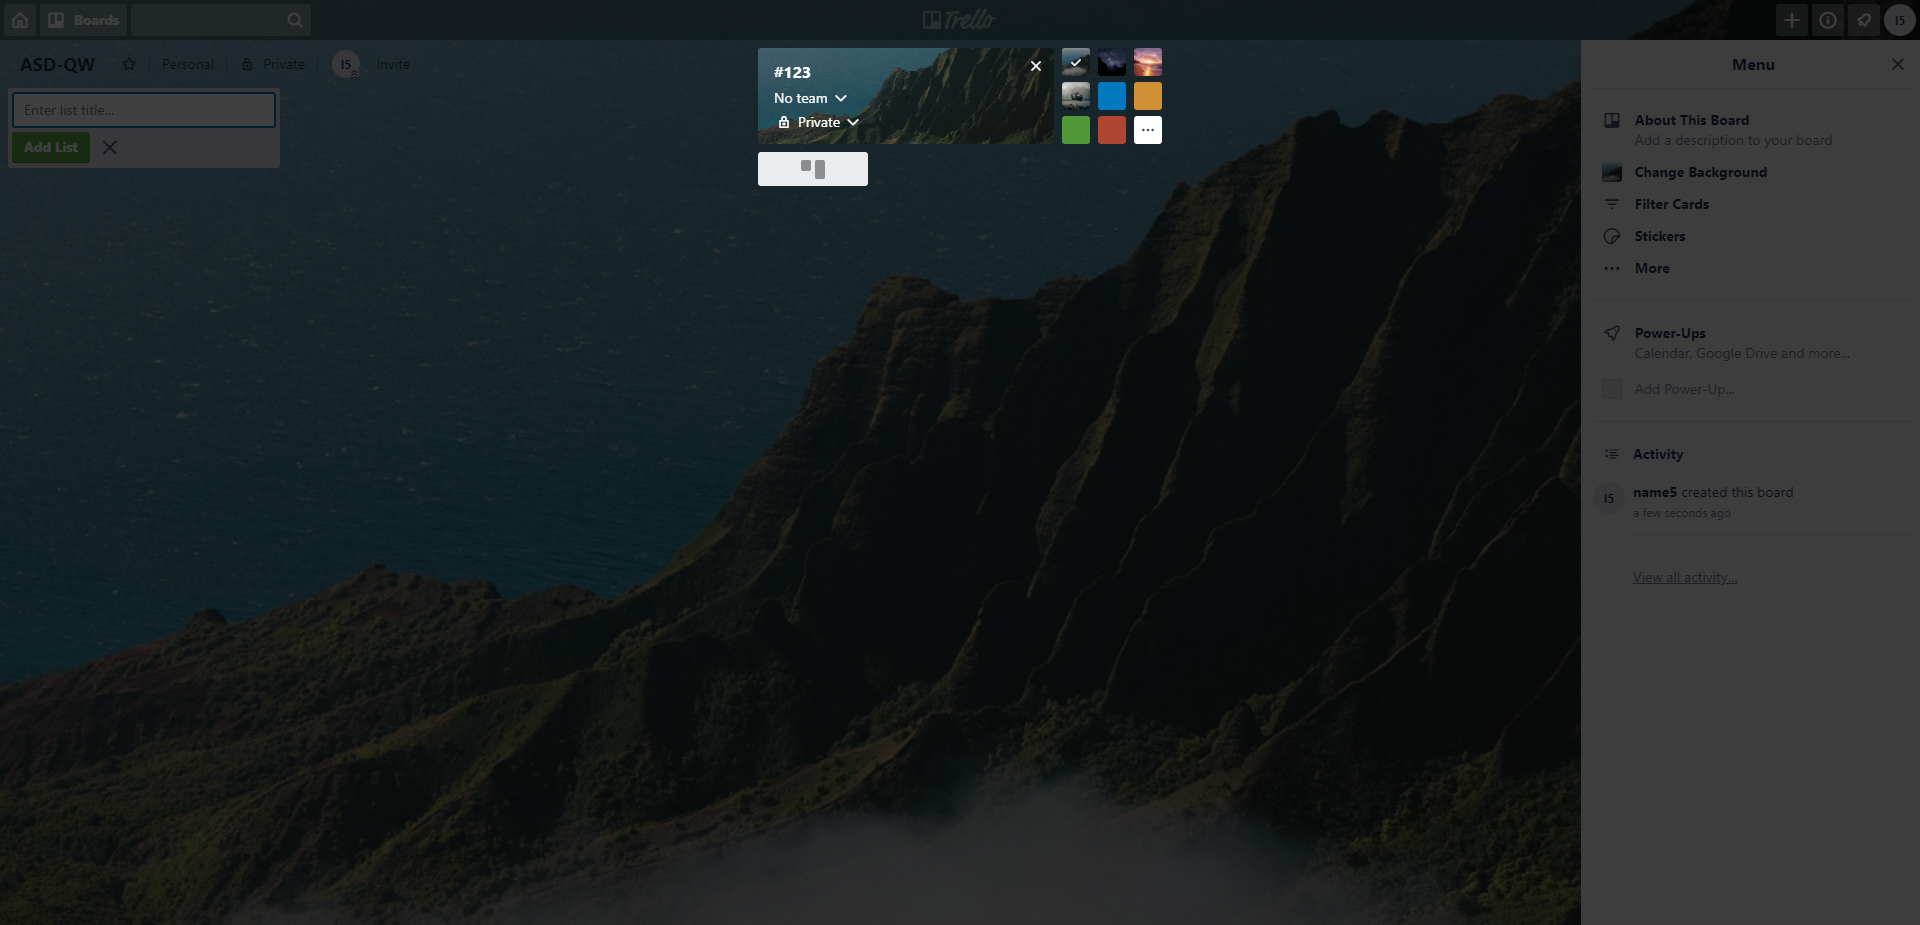 Boards
Trello
I5
ASD-QW
Personal
Private
I5
Invite
Enter list title...
Add List
#123
No team
Private
Menu
About This Board
Add a description to your board
Change Background
Filter Cards
Stickers
More
Power-Ups
Calendar, Google Drive and more...
Add Power-Up...
Activity
I5
name5 created this board
a few seconds ago
View all activity...